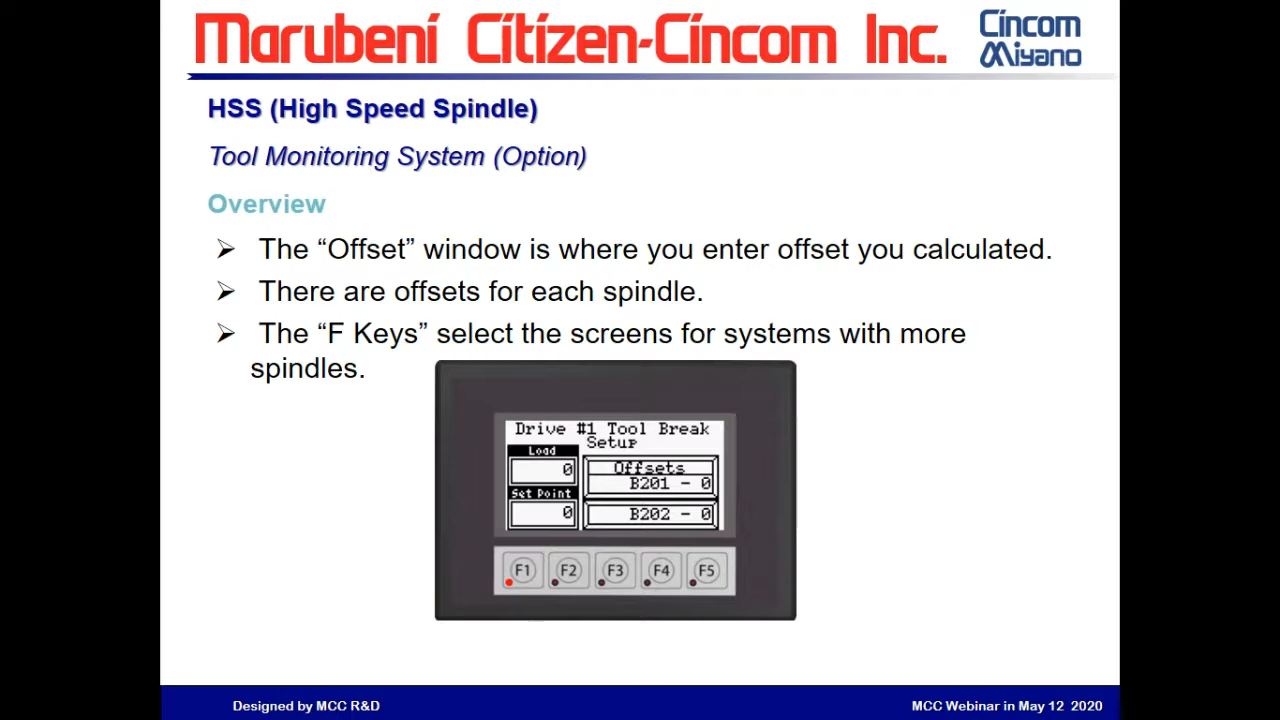 Marubeni Citizen-Cincom Inc.
Cincom
Miyano
HSS (High Speed Spindle)
Tool Monitoring System (Option)
Overview
The “Offset” window is where you enter offset you calculated.
There are offsets for each spindle.
The “F Keys” select the screens for systems with more
spindles.
Drive #1 Tool Break
Setup
Load
0
Offsets
B201 - 0
Set Point
0
B202 - 0
F1 F2 F3 F4 F5
Designed by MCC R&D
MCC Webinar in May 12 2020